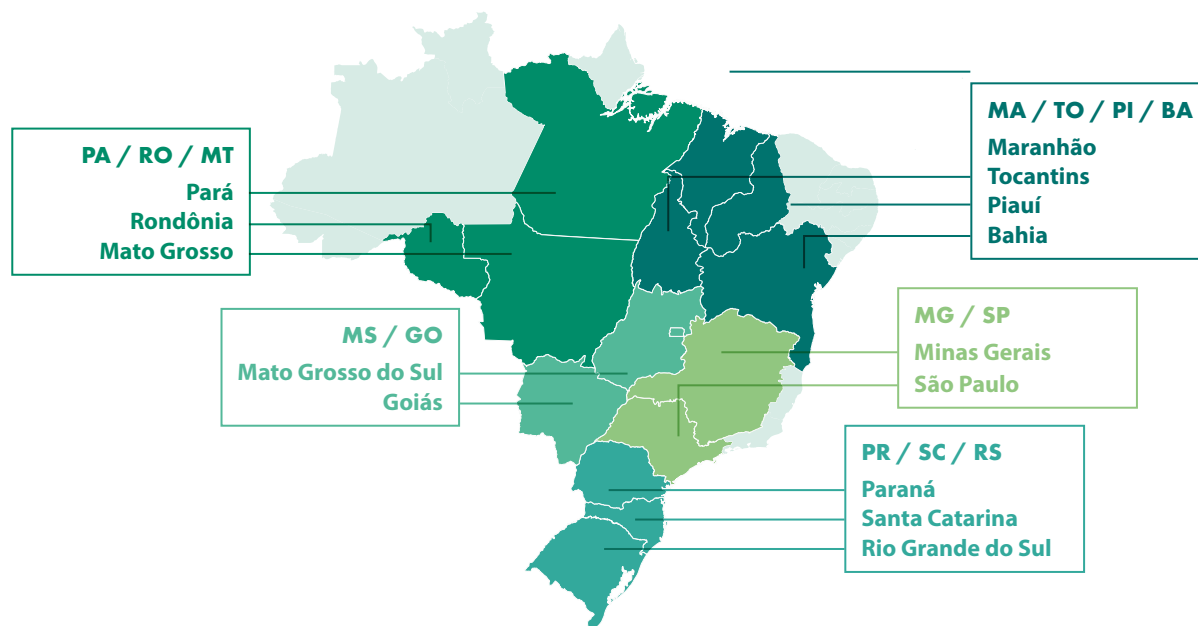 PA / RO / MT
Pará
Rondônia
Mato Grosso
MS / GO
Mato Grosso do Sul
Goiás
MA / TO / PI / BA
Maranhão
Tocantins
Piauí
Bahia
MG / SP
Minas Gerais
São Paulo
PR / SC / RS
Paraná
Santa Catarina
Rio Grande do Sul